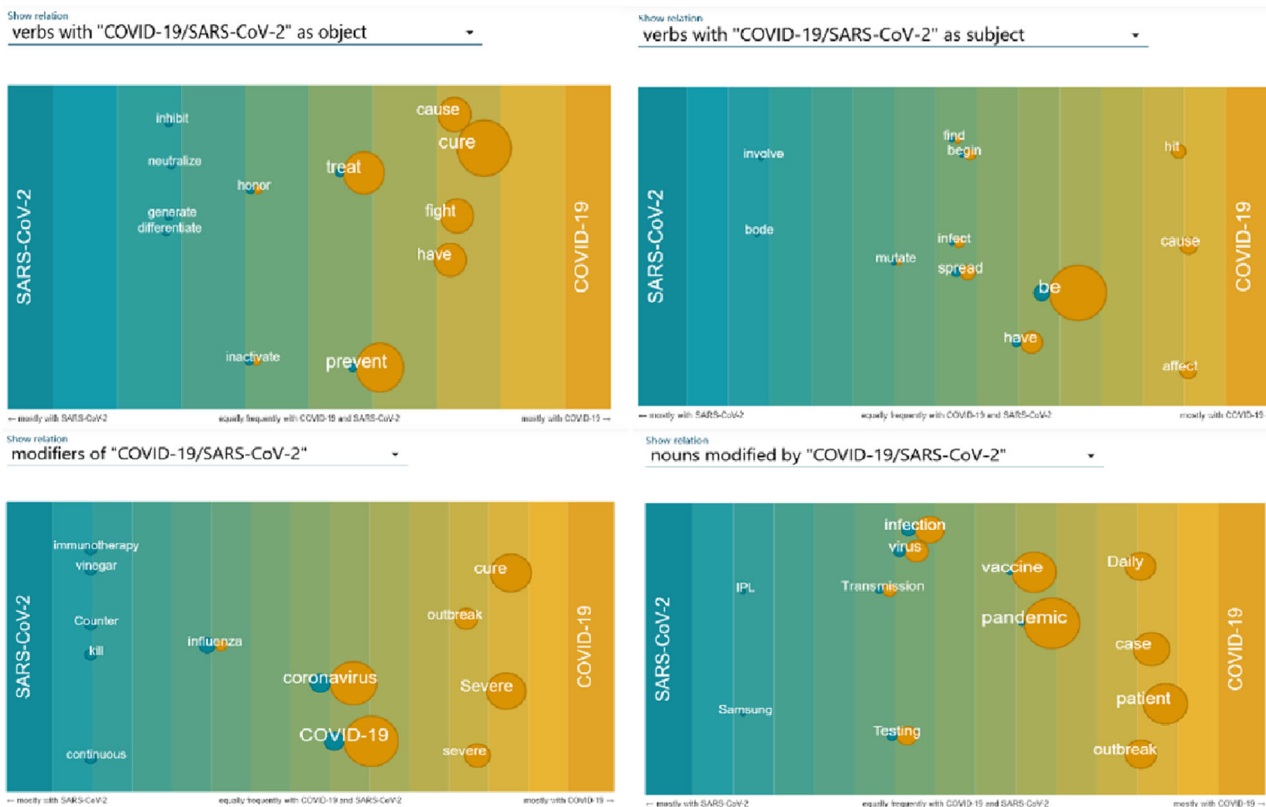 Show relation
verbs with "COVID-19/SARS-CoV-2" as object
SARS-CoV-2
inhibit
neutralize
generate
differentiate
honor
inactivate
treat
prevent
cause
cure
fight
have
COVID-19
← mostly with SARS-CoV-2
equally frequently with COVID-19 and SARS-CoV-2
mostly with COVID-19 →
Show relation
verbs with "COVID-19/SARS-CoV-2" as subject
SARS-CoV-2
involve
bode
mutate
find
begin
infect
spread
be
have
hit
cause
affect
COVID-19
← mostly with SARS-CoV-2
equally frequently with COVID-19 and SARS-CoV-2
mostly with COVID-19 →
Show relation
modifiers of "COVID-19/SARS-CoV-2"
SARS-CoV-2
immunotherapy
vinegar
Counter
kill
continuous
influenza
coronavirus
COVID-19
cure
outbreak
Severe
severe
COVID-19
← mostly with SARS-CoV-2
equally frequently with COVID-19 and SARS-CoV-2
mostly with COVID-19 →
Show relation
nouns modified by "COVID-19/SARS-CoV-2"
SARS-CoV-2
IPL
Samsung
infection
virus
Transmission
Testing
vaccine
pandemic
Daily
case
patient
outbreak
COVID-19
← mostly with SARS-CoV-2
equally frequently with COVID-19 and SARS-CoV-2
mostly with COVID-19 →